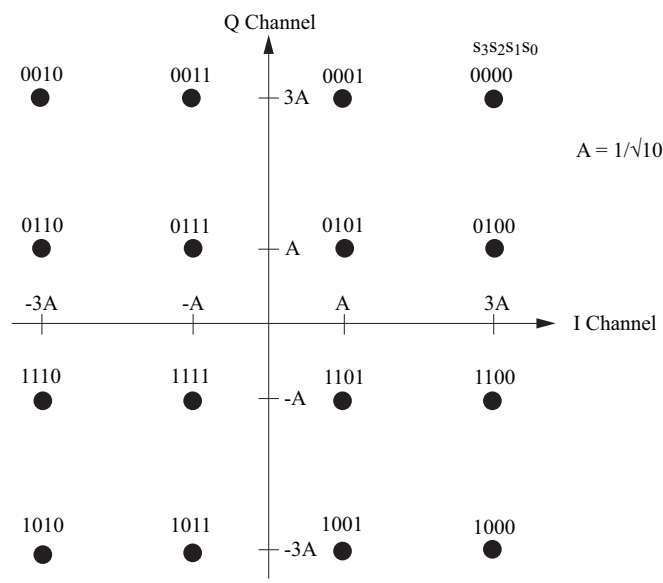 Q Channel
s₃s₂s₁s₀
0010 0011 0001 0000
3A
A = 1/√10
0110 0111 0101 0100
A
-3A -A A 3A
I Channel
1110 1111 1101 1100
-A
1010 1011 1001 1000
-3A